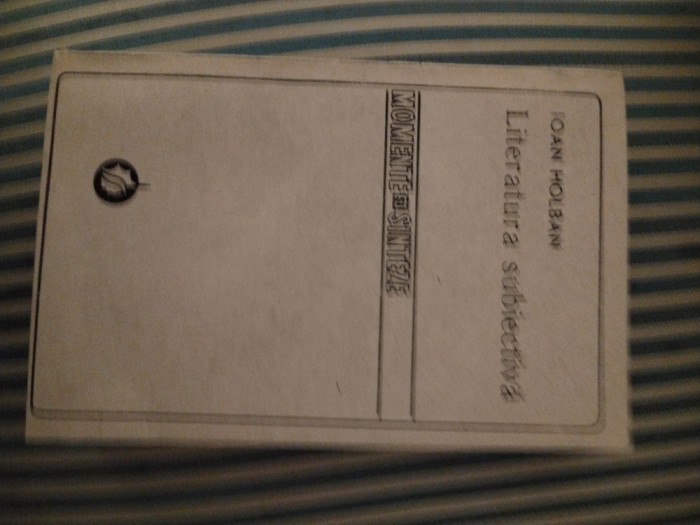 IOAN HOLBAN
Literatura subiectivă
MOMENTE ȘI SINTEZE